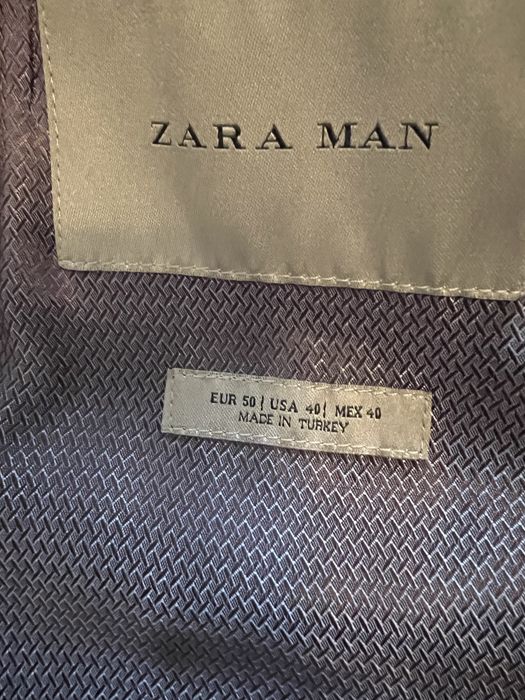 ZARA MAN
EUR 50 | USA 40 | MEX 40
MADE IN TURKEY